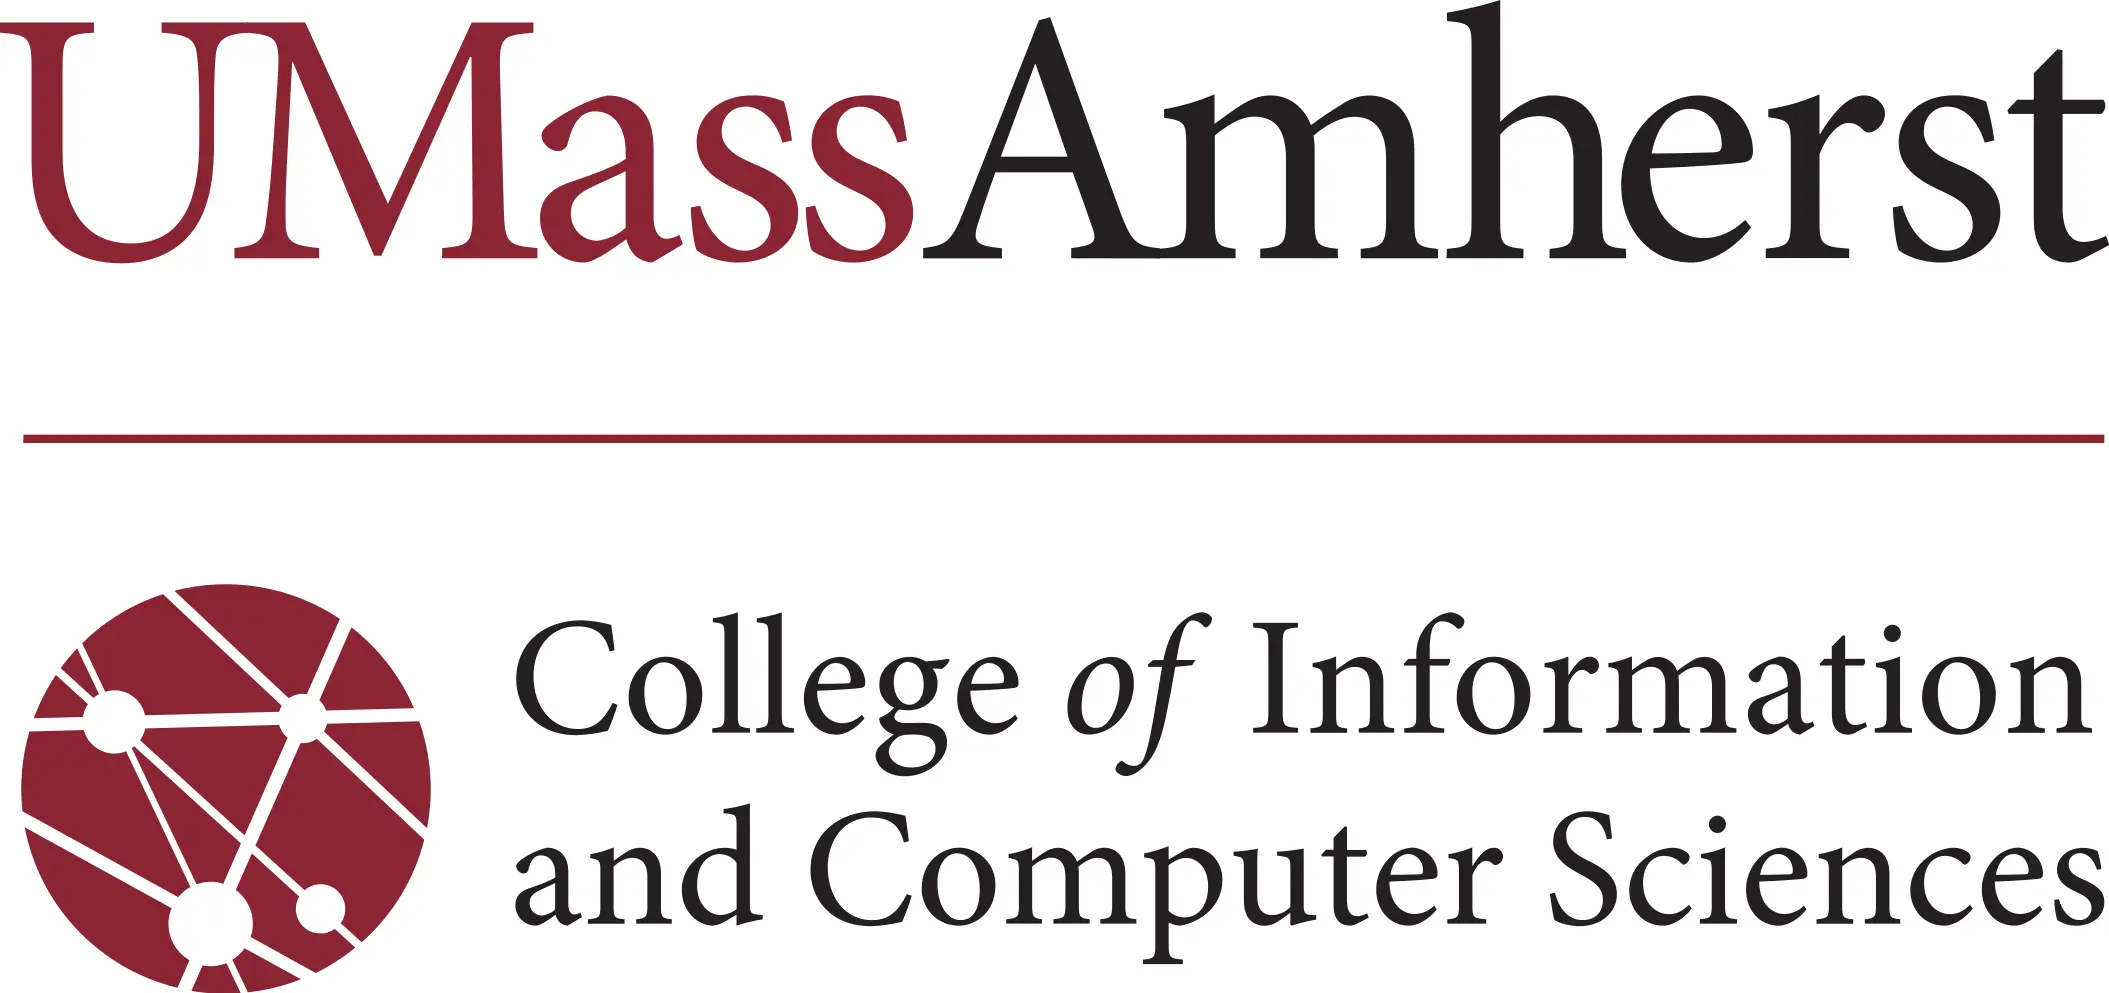 UMassAmherst
College of Information
and Computer Sciences